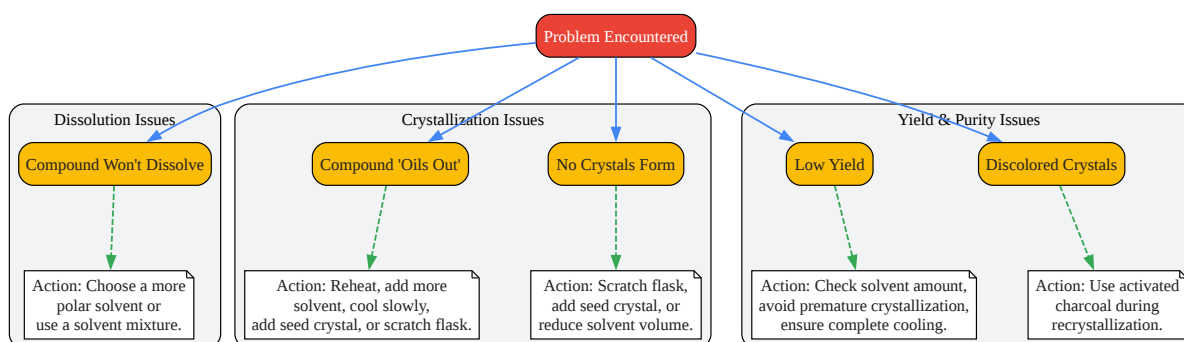 Problem Encountered
Dissolution Issues
Crystallization Issues
Yield & Purity Issues
Compound Won't Dissolve
Compound 'Oils Out'
No Crystals Form
Low Yield
Discolored Crystals
Action: Choose a more
polar solvent or
use a solvent mixture.
Action: Reheat, add more
solvent, cool slowly,
add seed crystal, or scratch flask.
Action: Scratch flask,
add seed crystal, or
reduce solvent volume.
Action: Check solvent amount,
avoid premature crystallization,
ensure complete cooling.
Action: Use activated
charcoal during
recrystallization.